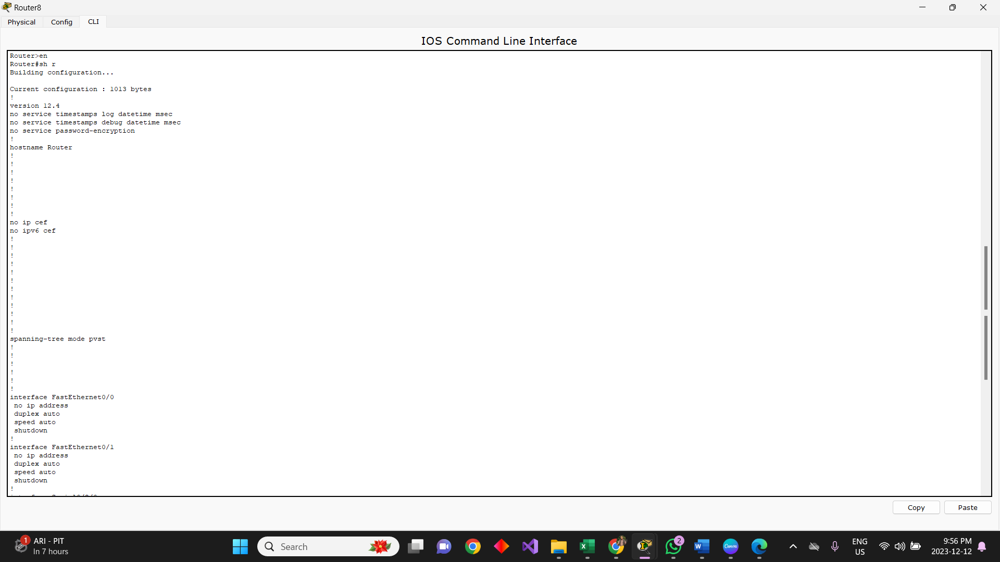 Router8
Physical
Config
CLI
IOS Command Line Interface
Router>en
Router#sh r
Building configuration...
Current configuration : 1013 bytes
!
version 12.4
no service timestamps log datetime msec
no service timestamps debug datetime msec
no service password-encryption
!
hostname Router
!
!
!
!
!
!
!
!
no ip cef
no ipv6 cef
!
!
!
!
!
!
!
!
!
!
!
!
spanning-tree mode pvst
!
!
!
!
!
!
interface FastEthernet0/0
 no ip address
 duplex auto
 speed auto
 shutdown
!
interface FastEthernet0/1
 no ip address
 duplex auto
 speed auto
 shutdown
!
Copy
Paste
1
ARI - PIT
In 7 hours
Search
Canva
2
W
ENG
US
9:56 PM
2023-12-12